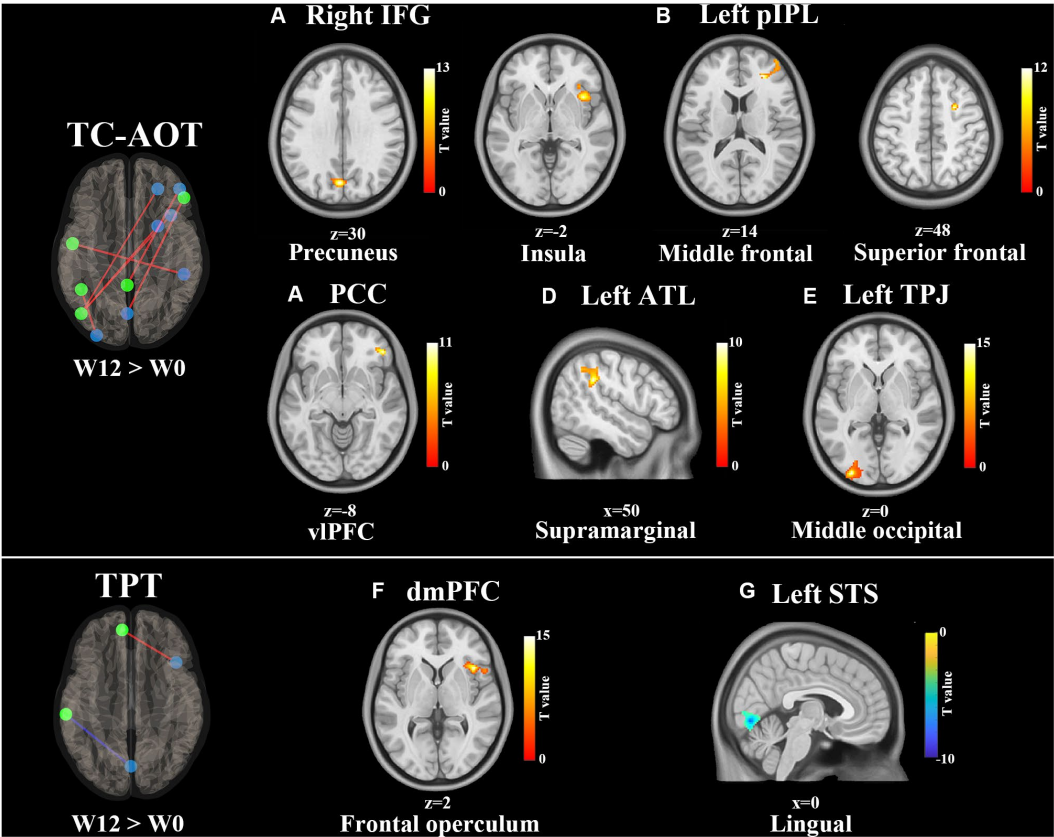 TC-AOT
W12 > W0
A Right IFG
13
T value
0
z=30
Precuneus
z=-2
Insula
B Left pIPL
z=14
Middle frontal
12
T value
0
z=48
Superior frontal
A PCC
11
T value
0
z=-8
vlPFC
D Left ATL
10
T value
0
x=50
Supramarginal
E Left TPJ
15
T value
0
z=0
Middle occipital
TPT
W12 > W0
F dmPFC
15
T value
0
z=2
Frontal operculum
G Left STS
0
T value
-10
x=0
Lingual